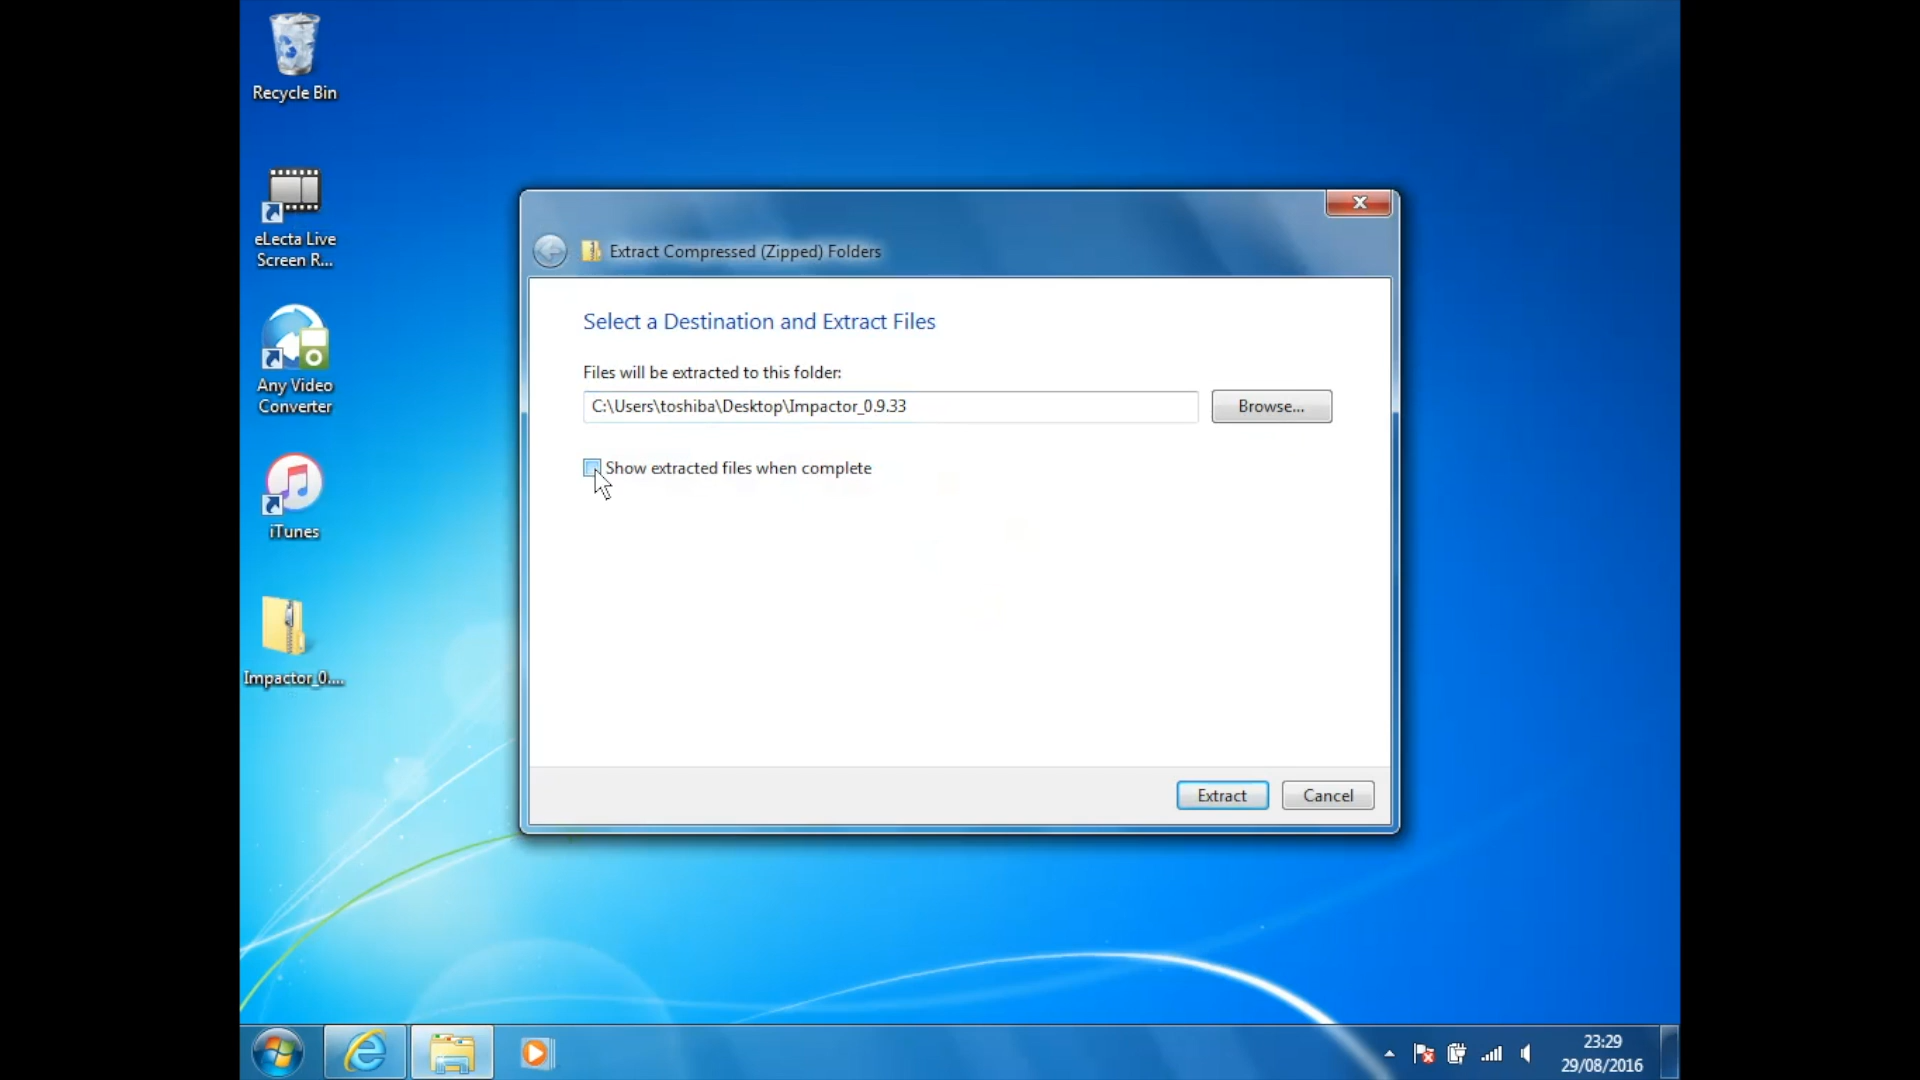 Recycle Bin
eLecta Live
Screen R...
Any Video
Converter
iTunes
Impactor_0....
Extract Compressed (Zipped) Folders
Select a Destination and Extract Files
Files will be extracted to this folder:
C:\Users\toshiba\Desktop\Impactor_0.9.33
Browse...
Show extracted files when complete
Extract
Cancel
23:29
29/08/2016